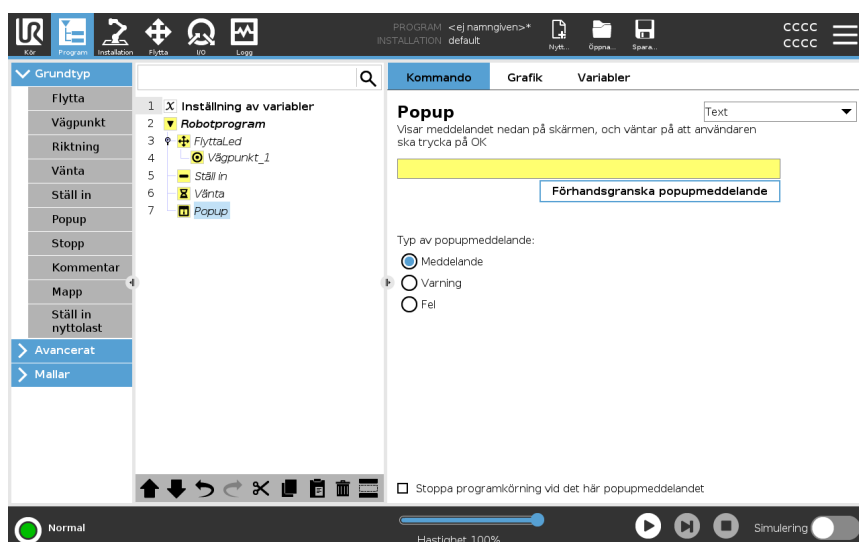 PROGRAM <ej namngiven>*
INSTALLATION default
UR
Kör
Program
Installation
Flytta
I/O
Logg
Nytt...
Öppna...
Spara...
cccc
cccc
Grundtyp
Flytta
Vägpunkt
Riktning
Vänta
Ställ in
Popup
Stopp
Kommentar
Mapp
Ställ in
nyttolast
Avancerat
Mallar
1 X Inställning av variabler
2 Robotprogram
3 FlyttaLed
4 Vägpunkt_1
5 Ställ in
6 Vänta
7 Popup
Kommando Grafik Variabler
Popup
Text
Visar meddelandet nedan på skärmen, och väntar på att användaren
ska trycka på OK
Förhandsgranska popupmeddelande
Typ av popupmeddelande:
Meddelande
Varning
Fel
Stoppa programkörning vid det här popupmeddelandet
Normal
Hastighet 100%
Simulering